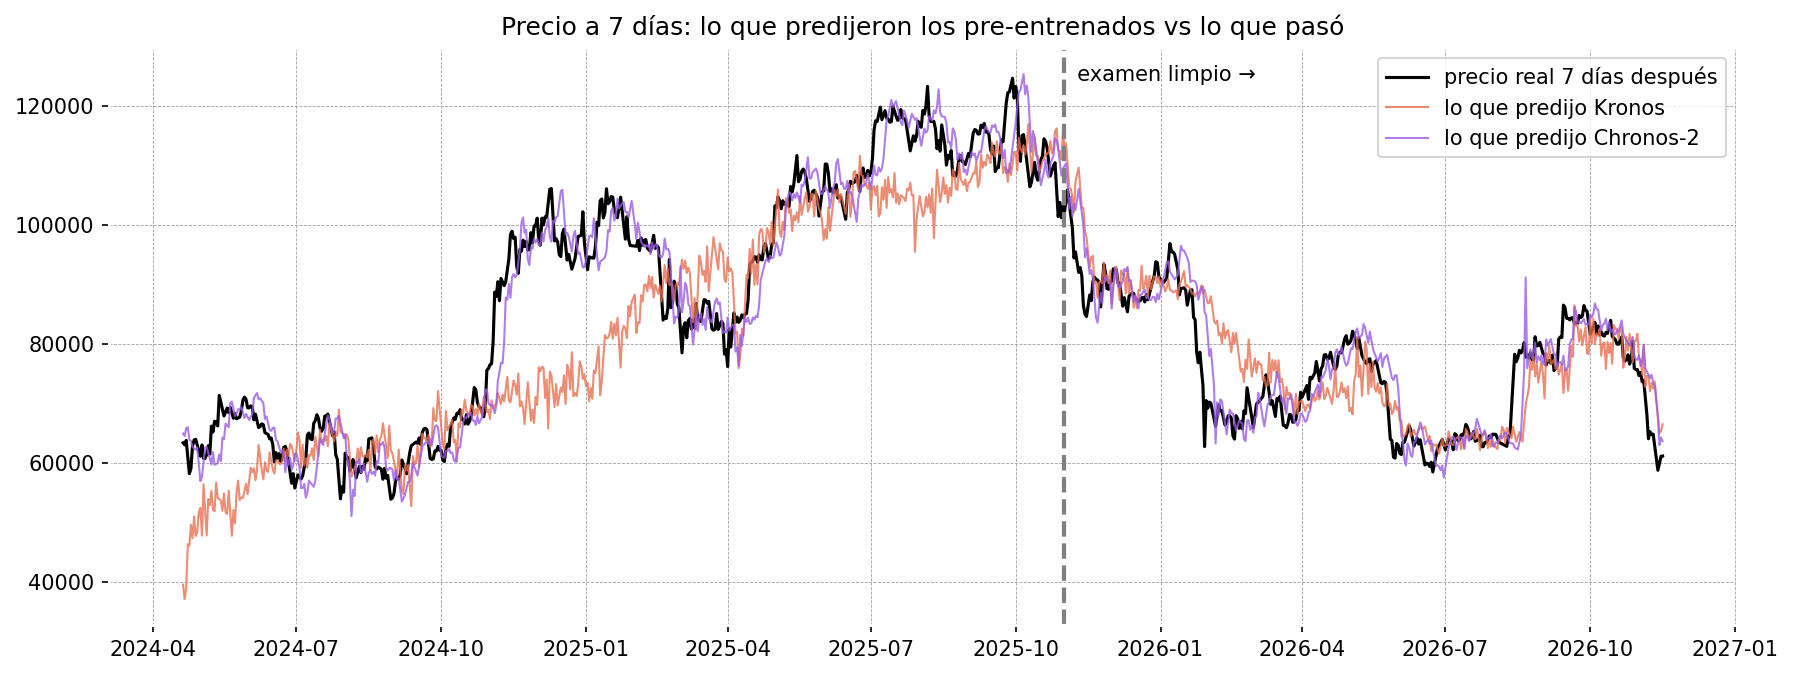 Precio a 7 días: lo que predijeron los pre-entrenados vs lo que pasó
examen limpio →
precio real 7 días después
lo que predijo Kronos
lo que predijo Chronos-2
120000
100000
80000
60000
40000
2024-04 2024-07 2024-10 2025-01 2025-04 2025-07 2025-10 2026-01 2026-04 2026-07 2026-10 2027-01